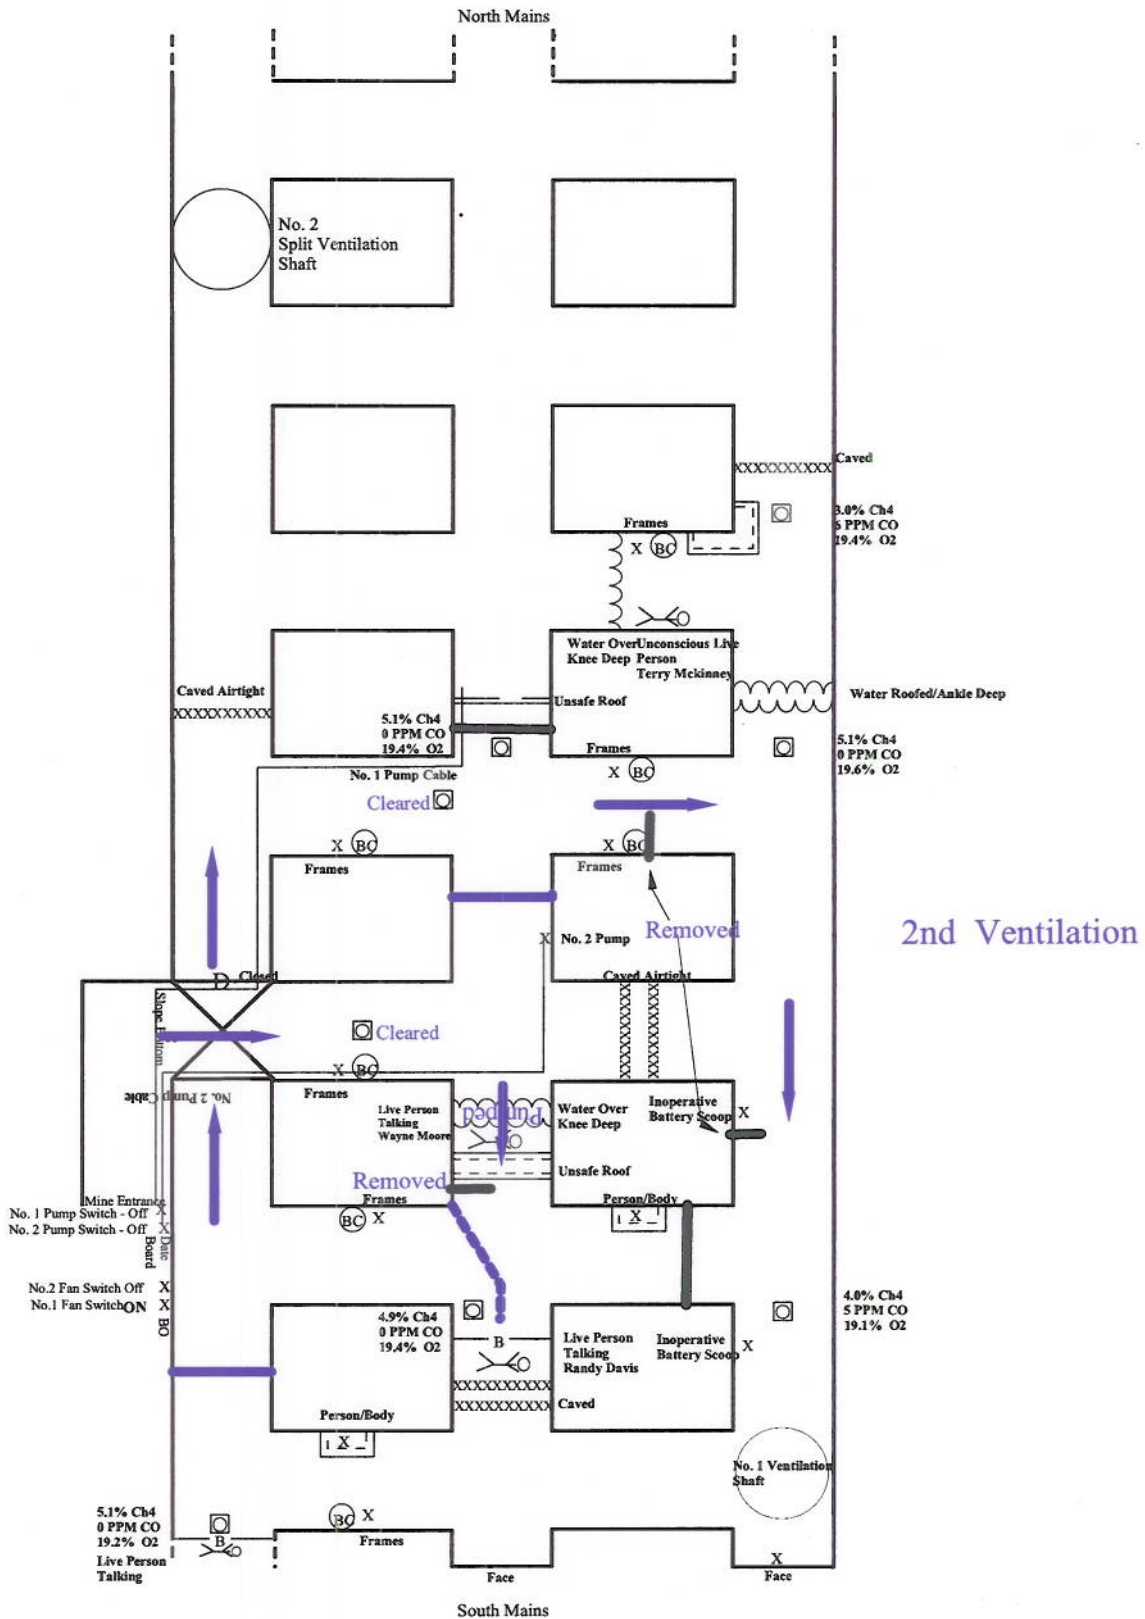 North Mains
No. 2
Split Ventilation
Shaft
Caved
XXXXXXXXXX
3.0% Ch4
6 PPM CO
19.4% O2
Frames
X BC
Water Over
Knee Deep
Unconscious Live
Person
Terry Mckinney
Caved Airtight
XXXXXXXXXX
Unsafe Roof
Water Roofed/Ankle Deep
5.1% Ch4
0 PPM CO
19.4% O2
Frames
X BC
5.1% Ch4
0 PPM CO
19.6% O2
No. 1 Pump Cable
Cleared
X BC
Frames
X BC
Frames
Removed
2nd Ventilation
X No. 2 Pump
D Closed
Caved Airtight
Slope Bottom
Cleared
X BC
Frames
No. 2 Pump Cable
Live Person
Talking
Wayne Moore
Pumped
Water Over
Knee Deep
Inoperative
Battery Scoop
X
Unsafe Roof
Removed
Frames
BC X
Person/Body
X
Mine Entrance
No. 1 Pump Switch - Off X
No. 2 Pump Switch - Off X
Date
Board
No.2 Fan Switch Off X
No.1 Fan Switch ON X
BO
4.9% Ch4
0 PPM CO
19.4% O2
B
Live Person
Talking
Randy Davis
Inoperative
Battery Scoop
X
4.0% Ch4
5 PPM CO
19.1% O2
XXXXXXXXXX
XXXXXXXXXX
Caved
Person/Body
X
No. 1 Ventilation
Shaft
5.1% Ch4
0 PPM CO
19.2% O2
B
Live Person
Talking
BC X
Frames
Face
X
Face
South Mains